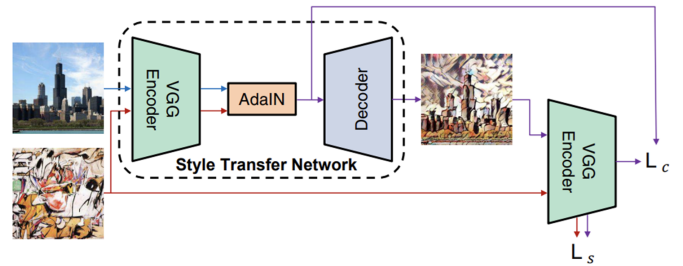 VGG
Encoder
AdaIN
Decoder
Style Transfer Network
VGG
Encoder
L c
L s